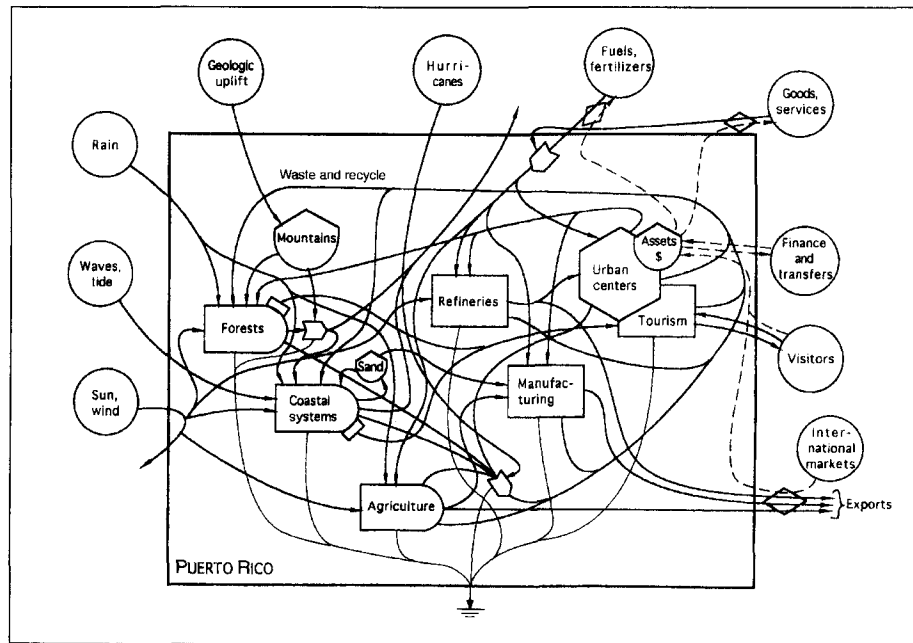 Geologic
uplift
Hurri-
canes
Fuels,
fertilizers
Goods,
services
Rain
Waste and recycle
Mountains
Assets
$
Finance
and
transfers
Waves,
tide
Urban
centers
Refineries
Forests
Tourism
Visitors
Sand
Sun,
wind
Coastal
systems
Manufac-
turing
Inter-
national
markets
Agriculture
Exports
PUERTO RICO